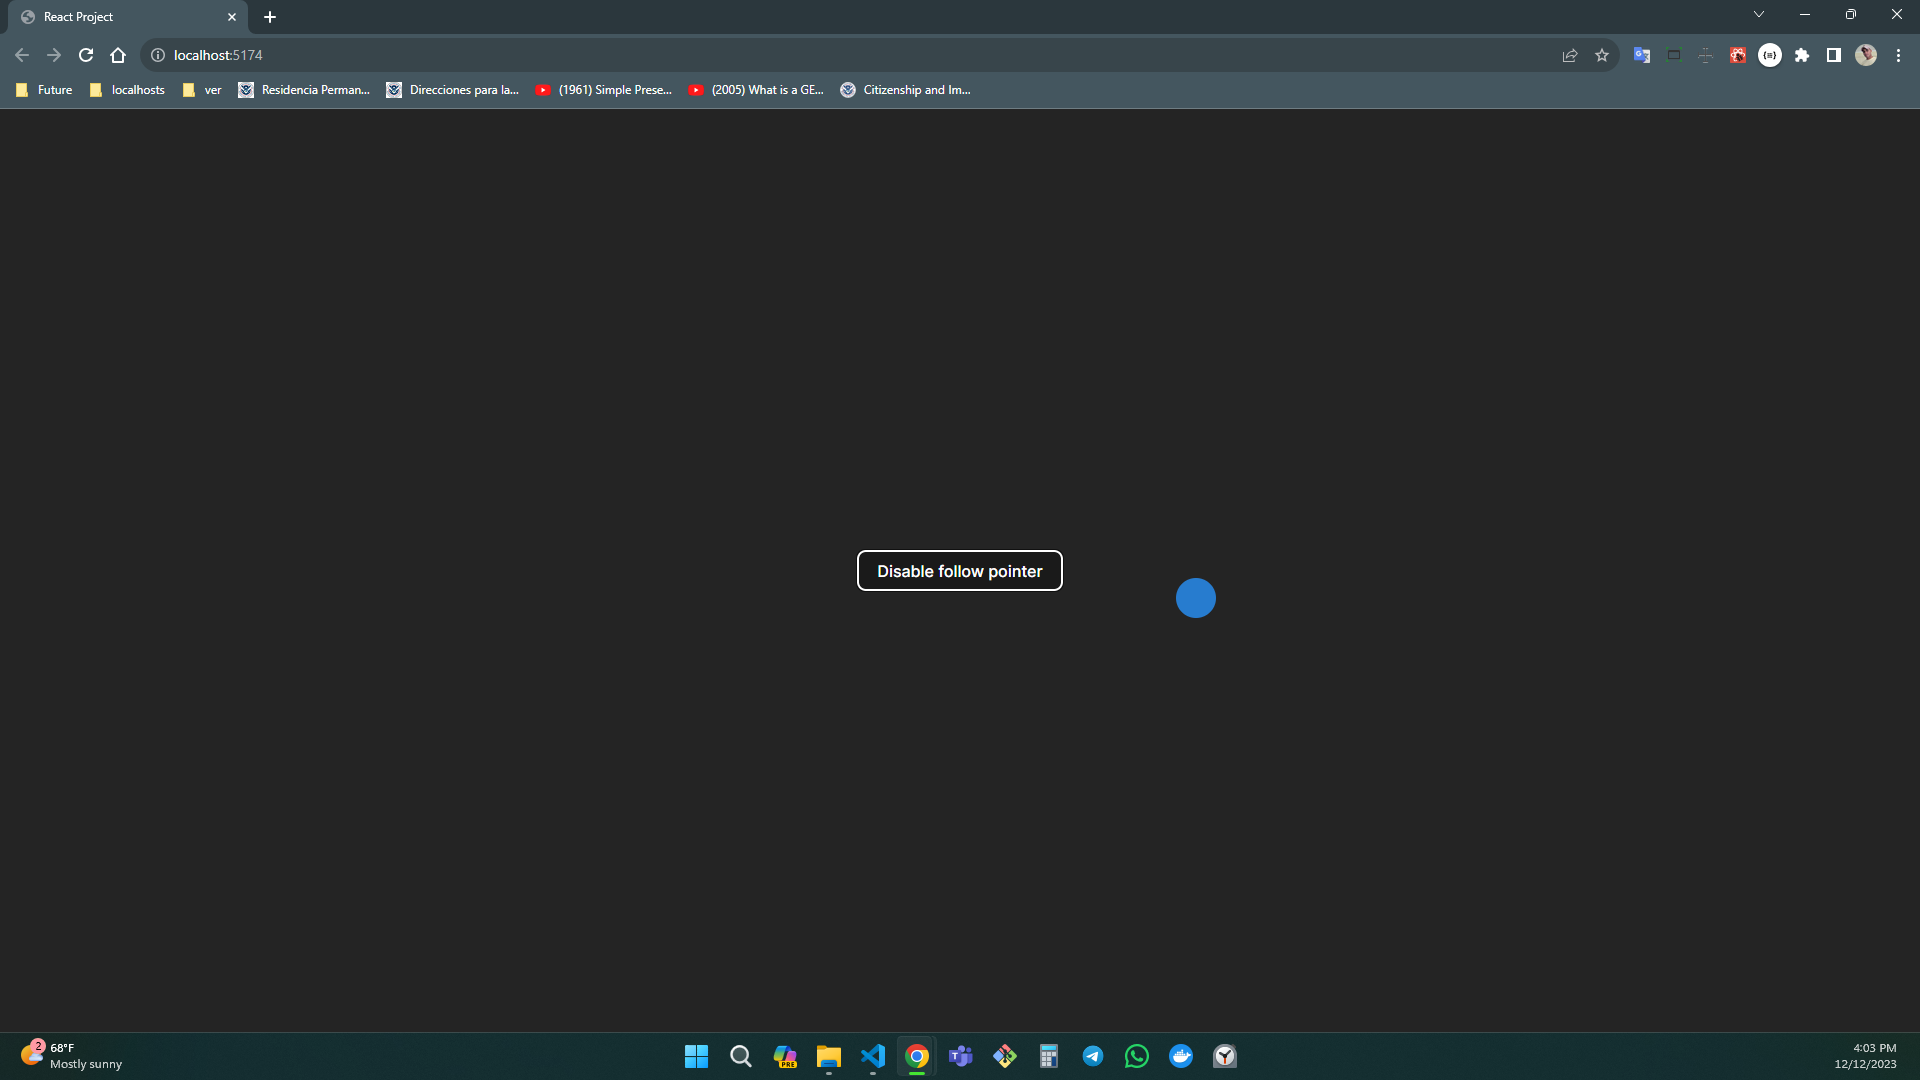 React Project
localhost:5174
Future localhosts ver Residencia Perman... Direcciones para la... (1961) Simple Prese... (2005) What is a GE... Citizenship and Im...
Disable follow pointer
2
68°F
Mostly sunny
PRE
4:03 PM
12/12/2023